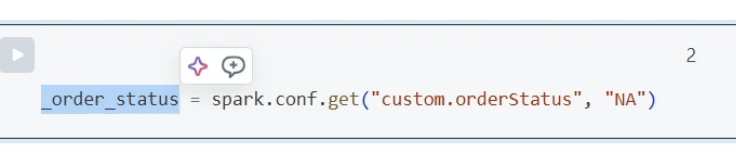 2
_order_status = spark.conf.get("custom.orderStatus", "NA")